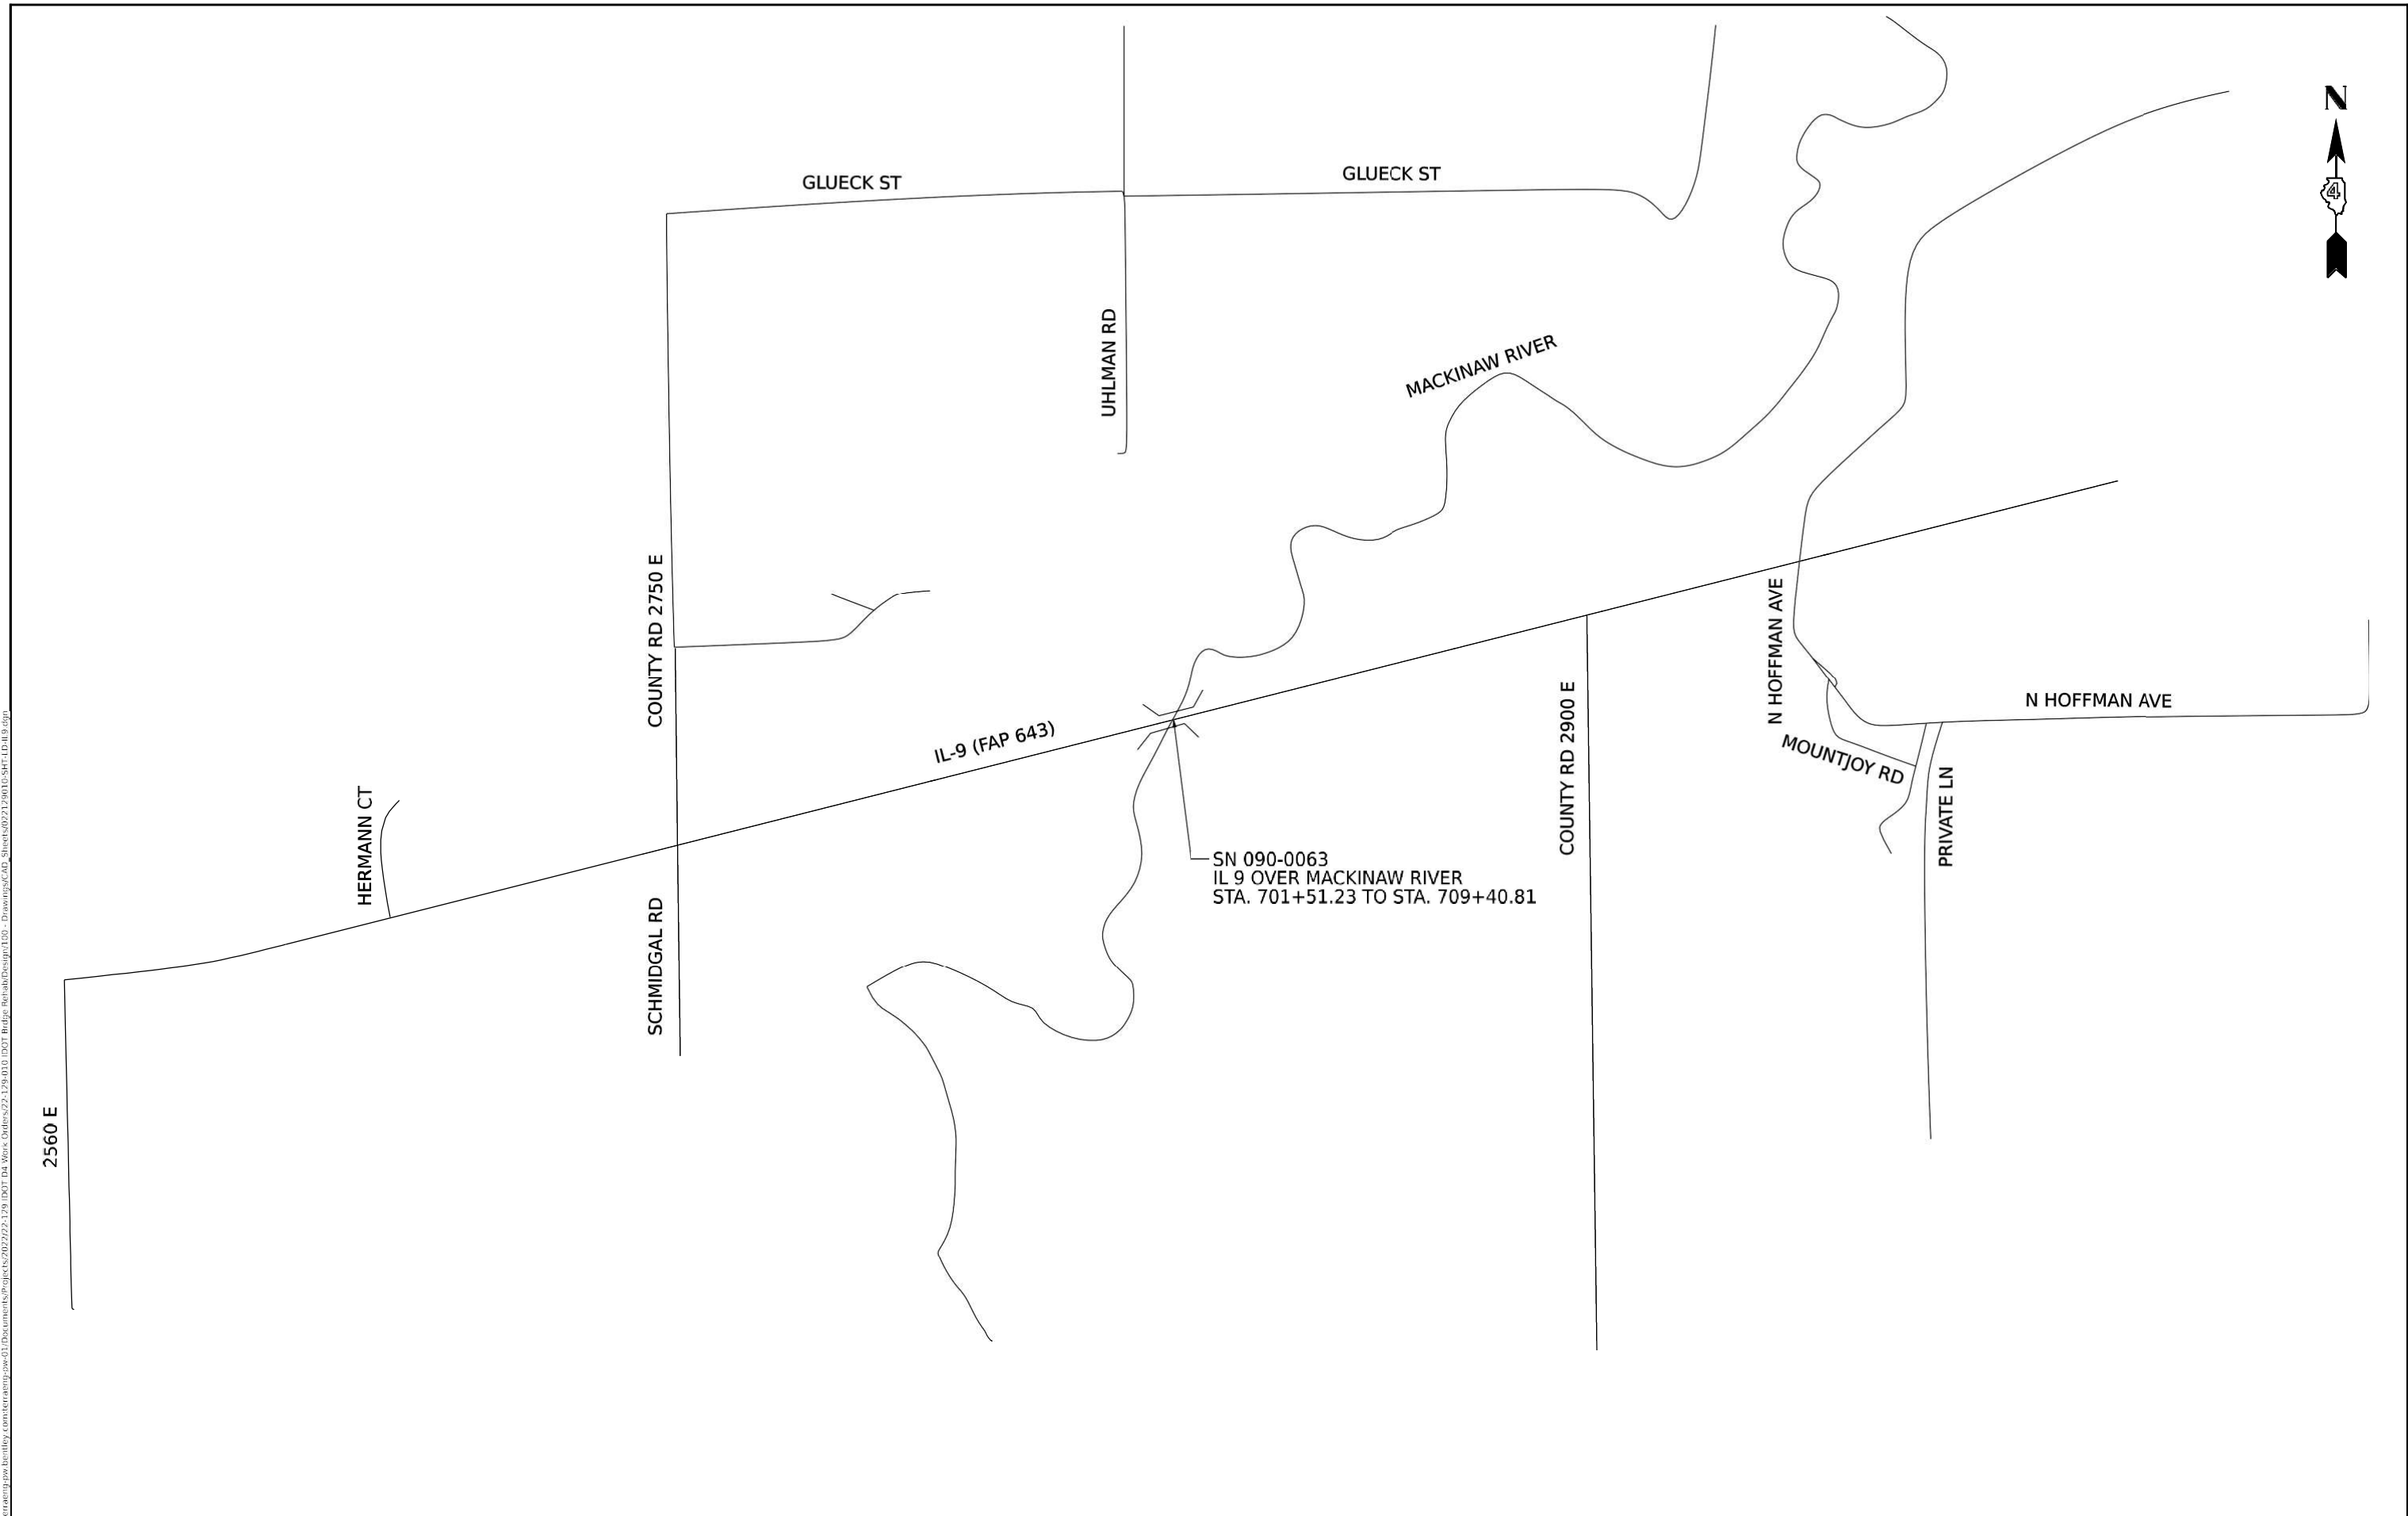 N
4
GLUECK ST
GLUECK ST
UHLMAN RD
MACKINAW RIVER
COUNTY RD 2750 E
N HOFFMAN AVE
COUNTY RD 2900 E
N HOFFMAN AVE
IL-9 (FAP 643)
MOUNTJOY RD
PRIVATE LN
HERMANN CT
SN 090-0063
IL 9 OVER MACKINAW RIVER
STA. 701+51.23 TO STA. 709+40.81
SCHMIDGAL RD
2560 E